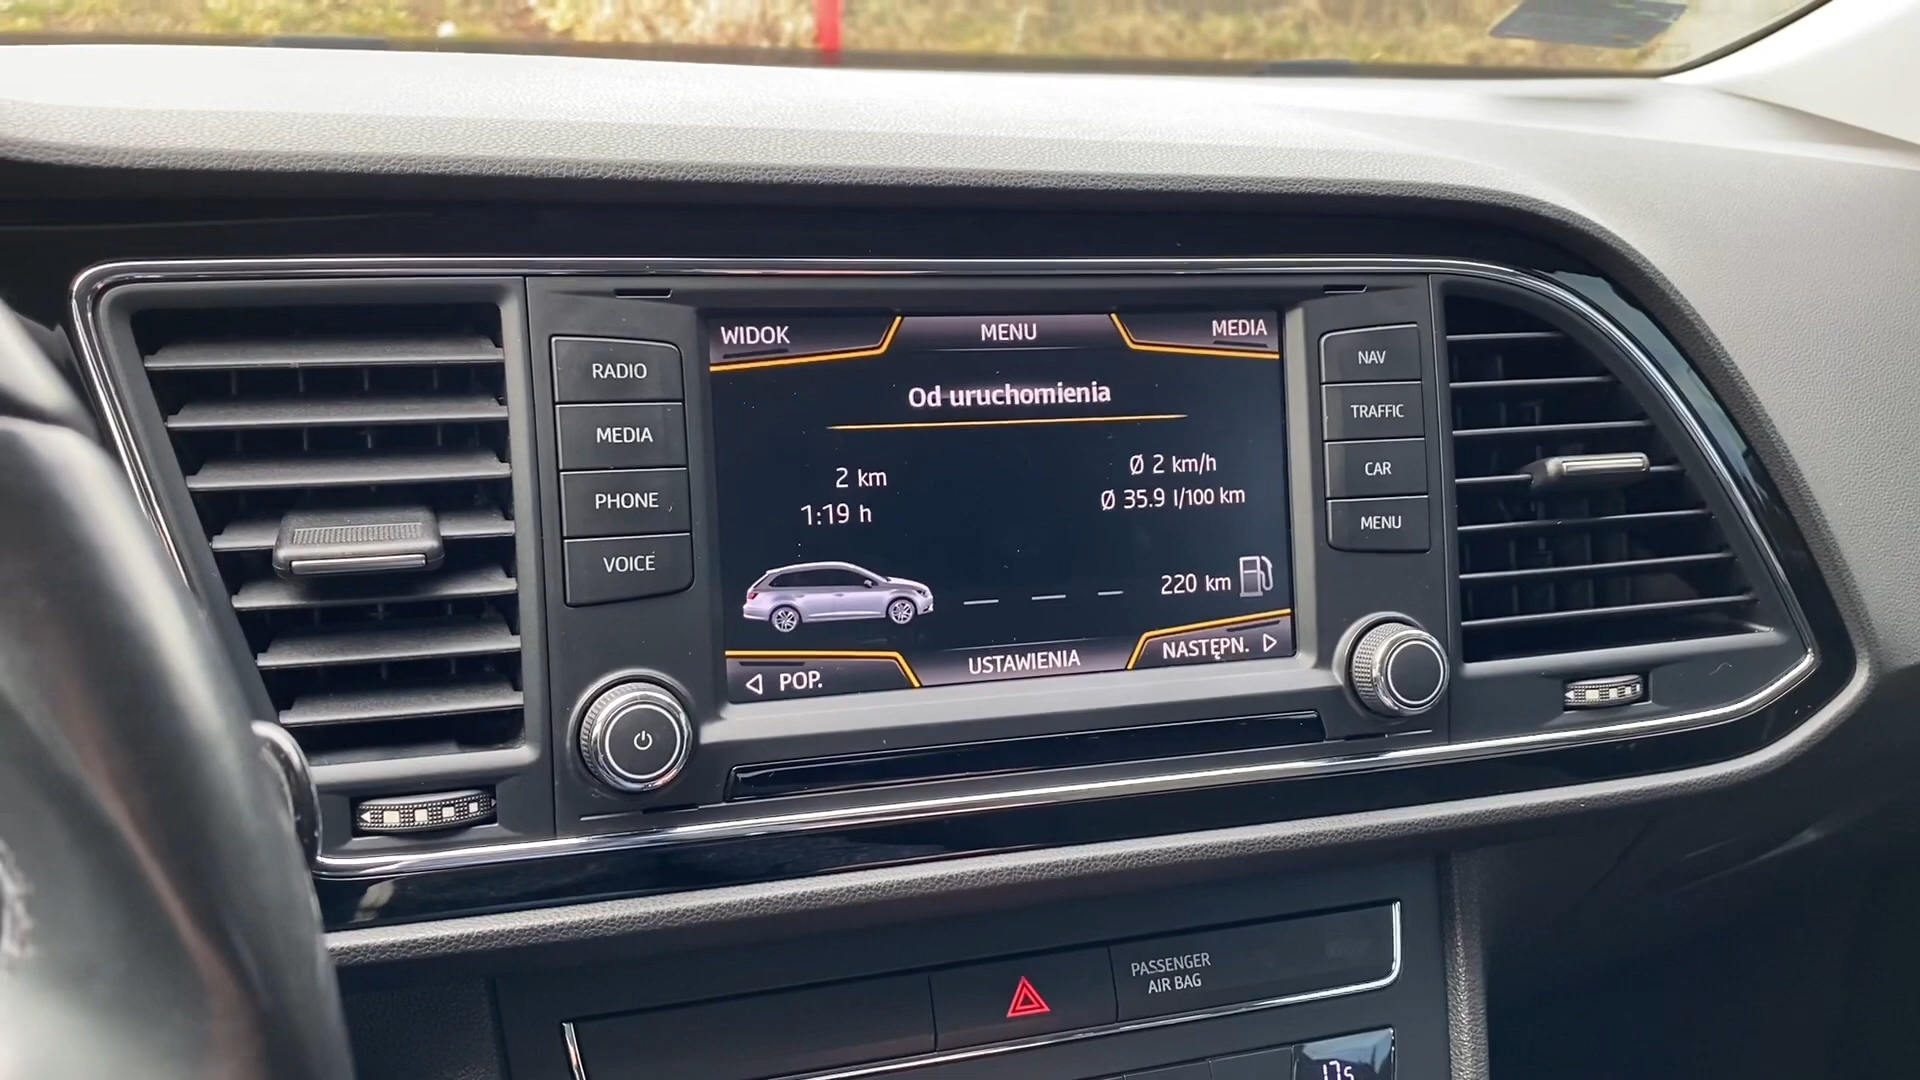 WIDOK
MENU
MEDIA
Od uruchomienia
2 km
1:19 h
Ø 2 km/h
Ø 35.9 l/100 km
220 km
POP.
USTAWIENIA
NASTĘPN.
RADIO
MEDIA
PHONE
VOICE
NAV
TRAFFIC
CAR
MENU
PASSENGER
AIR BAG